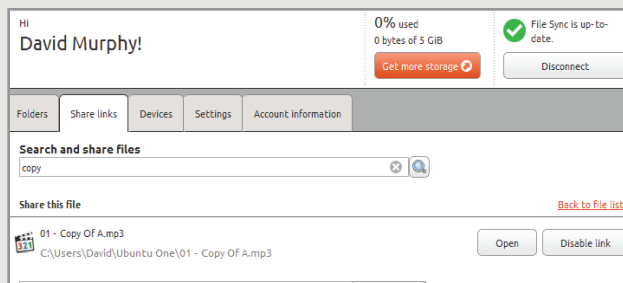 Hi
David Murphy!
0% used
0 bytes of 5 GiB
Get more storage
File Sync is up-to-
date.
Disconnect
Folders
Share links
Devices
Settings
Account information
Search and share files
copy
Share this file
Back to file list
321
01 - Copy Of A.mp3
C:\Users\David\Ubuntu One\01 - Copy Of A.mp3
Open
Disable link